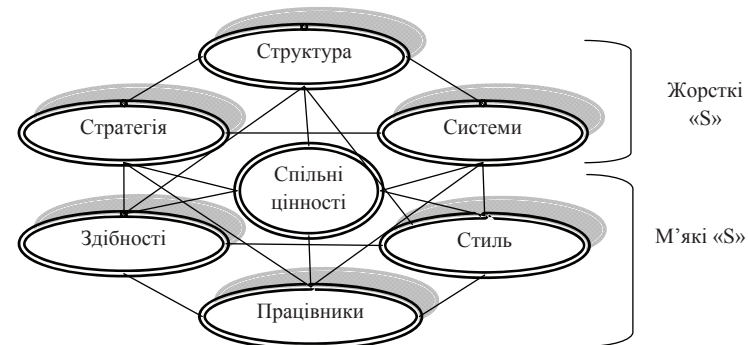 Структура
Жорсткі
«S»
Стратегія
Системи
Спільні
цінності
Здібності
Стиль
М’які «S»
Працівники